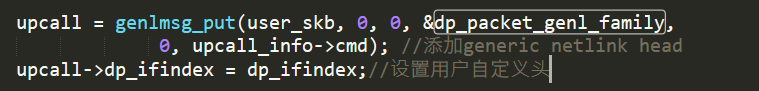 upcall = genlmsg_put(user_skb, 0, 0, &dp_packet_genl_family,
0, upcall_info->cmd); //添加generic netlink head
upcall->dp_ifindex = dp_ifindex;//设置用户自定义头